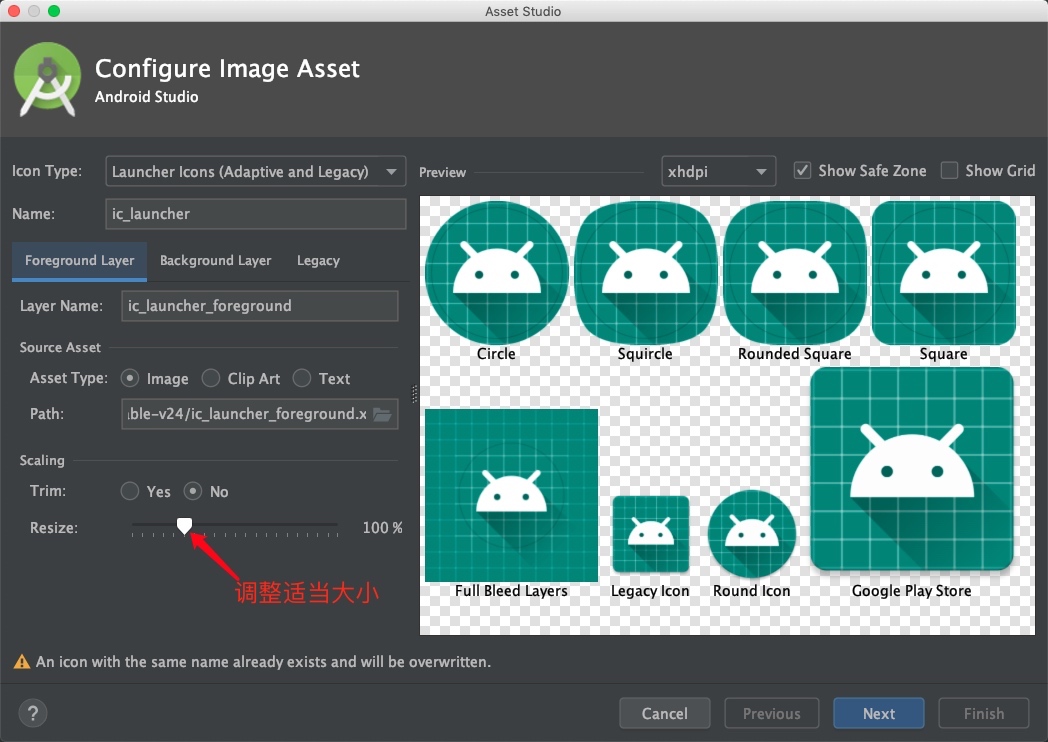 Asset Studio
Configure Image Asset
Android Studio
Icon Type: Launcher Icons (Adaptive and Legacy)
Preview xhdpi Show Safe Zone Show Grid
Name: ic_launcher
Foreground Layer Background Layer Legacy
Layer Name: ic_launcher_foreground
Source Asset
Asset Type: Image Clip Art Text
Path: ble-v24/ic_launcher_foreground.x
Scaling
Trim: Yes No
Resize: 100 %
调整适当大小
Circle Squircle Rounded Square Square
Full Bleed Layers Legacy Icon Round Icon Google Play Store
An icon with the same name already exists and will be overwritten.
? Cancel Previous Next Finish